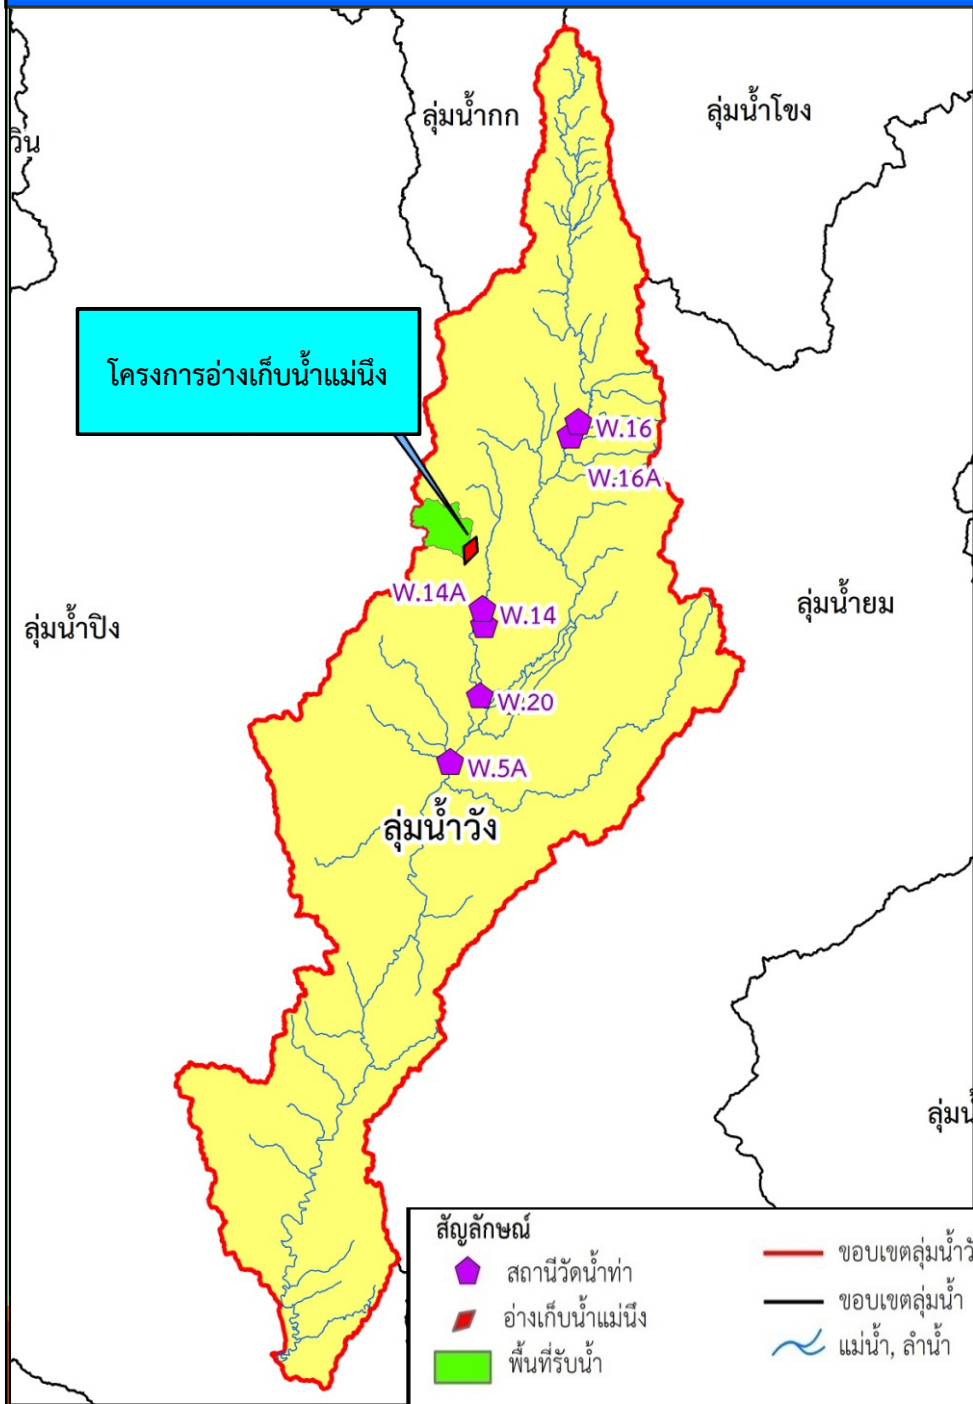 ลุ่มน้ำกก
ลุ่มน้ำโขง
วิน
โครงการอ่างเก็บน้ำแม่นึง
W.16
W.16A
W.14A
W.14
ลุ่มน้ำยม
ลุ่มน้ำปิง
W.20
W.5A
ลุ่มน้ำวัง
สัญลักษณ์
สถานีวัดน้ำท่า
อ่างเก็บน้ำแม่นึง
พื้นที่รับน้ำ
ขอบเขตลุ่มน้ำวั
ขอบเขตลุ่มน้ำ
แม่น้ำ, ลำน้ำ